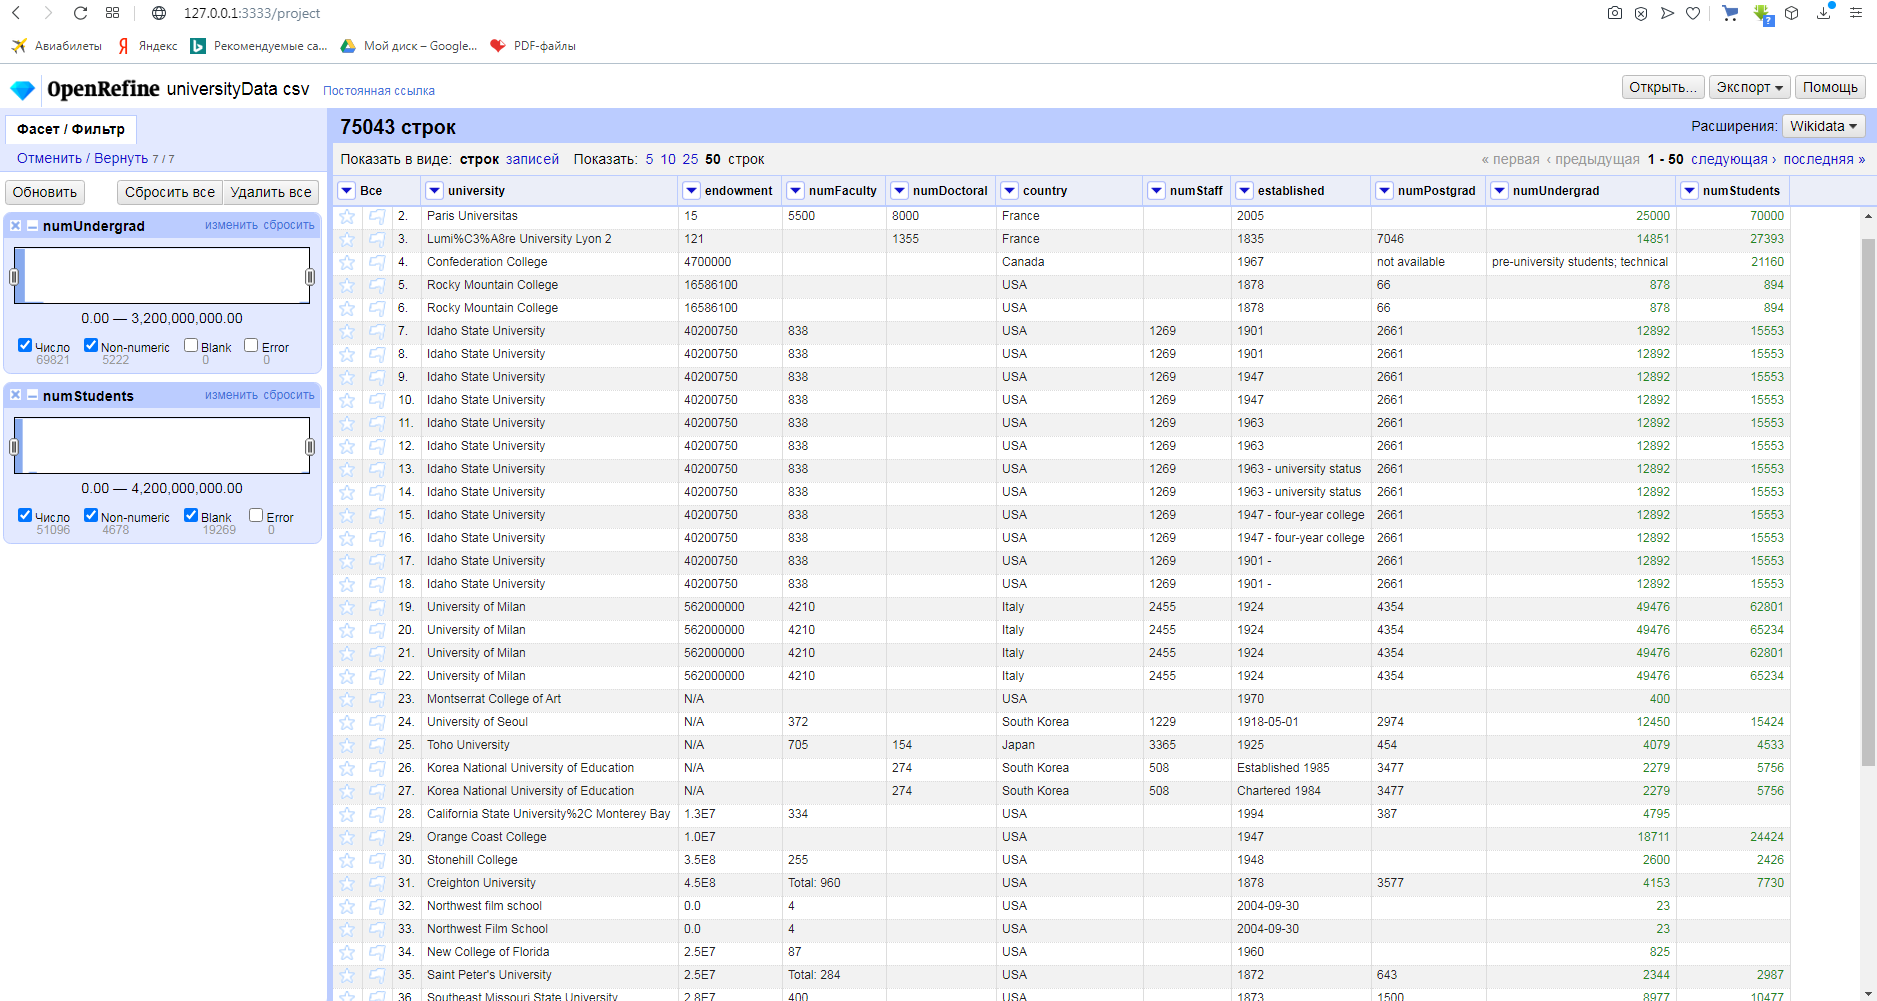 127.0.0.1:3333/project
Авиабилеты Яндекс Рекомендуемые са... Мой диск – Google... PDF-файлы
OpenRefine universityData csv Постоянная ссылка Открыть... Экспорт Помощь
Фасет / Фильтр 75043 строк Расширения: Wikidata
Отменить / Вернуть 7 / 7 Показать в виде: строк записей Показать: 5 10 25 50 строк « первая ‹ предыдущая 1 - 50 следующая › последняя »
Обновить Сбросить все Удалить все
numUndergrad изменить сбросить
0.00 — 3,200,000,000.00
Число Non-numeric Blank Error
69821 5222 0 0
numStudents изменить сбросить
0.00 — 4,200,000,000.00
Число Non-numeric Blank Error
51096 4678 19269 0
Все university endowment numFaculty numDoctoral country numStaff established numPostgrad numUndergrad numStudents
2. Paris Universitas 15 5500 8000 France 2005 25000 70000
3. Lumi%C3%A8re University Lyon 2 121 1355 France 1835 7046 14851 27393
4. Confederation College 4700000 Canada 1967 not available pre-university students; technical 21160
5. Rocky Mountain College 16586100 USA 1878 66 878 894
6. Rocky Mountain College 16586100 USA 1878 66 878 894
7. Idaho State University 40200750 838 USA 1269 1901 2661 12892 15553
8. Idaho State University 40200750 838 USA 1269 1901 2661 12892 15553
9. Idaho State University 40200750 838 USA 1269 1947 2661 12892 15553
10. Idaho State University 40200750 838 USA 1269 1947 2661 12892 15553
11. Idaho State University 40200750 838 USA 1269 1963 2661 12892 15553
12. Idaho State University 40200750 838 USA 1269 1963 2661 12892 15553
13. Idaho State University 40200750 838 USA 1269 1963 - university status 2661 12892 15553
14. Idaho State University 40200750 838 USA 1269 1963 - university status 2661 12892 15553
15. Idaho State University 40200750 838 USA 1269 1947 - four-year college 2661 12892 15553
16. Idaho State University 40200750 838 USA 1269 1947 - four-year college 2661 12892 15553
17. Idaho State University 40200750 838 USA 1269 1901 - 2661 12892 15553
18. Idaho State University 40200750 838 USA 1269 1901 - 2661 12892 15553
19. University of Milan 562000000 4210 Italy 2455 1924 4354 49476 62801
20. University of Milan 562000000 4210 Italy 2455 1924 4354 49476 65234
21. University of Milan 562000000 4210 Italy 2455 1924 4354 49476 62801
22. University of Milan 562000000 4210 Italy 2455 1924 4354 49476 65234
23. Montserrat College of Art N/A USA 1970 400
24. University of Seoul N/A 372 South Korea 1229 1918-05-01 2974 12450 15424
25. Toho University N/A 705 154 Japan 3365 1925 454 4079 4533
26. Korea National University of Education N/A 274 South Korea 508 Established 1985 3477 2279 5756
27. Korea National University of Education N/A 274 South Korea 508 Chartered 1984 3477 2279 5756
28. California State University%2C Monterey Bay 1.3E7 334 USA 1994 387 4795
29. Orange Coast College 1.0E7 USA 1947 18711 24424
30. Stonehill College 3.5E8 255 USA 1948 2600 2426
31. Creighton University 4.5E8 Total: 960 USA 1878 3577 4153 7730
32. Northwest film school 0.0 4 USA 2004-09-30 23
33. Northwest Film School 0.0 4 USA 2004-09-30 23
34. New College of Florida 2.5E7 87 USA 1960 825
35. Saint Peter's University 2.5E7 Total: 284 USA 1872 643 2344 2987
36. Southeast Missouri State University 2.8E7 400 USA 1873 1500 8977 10477